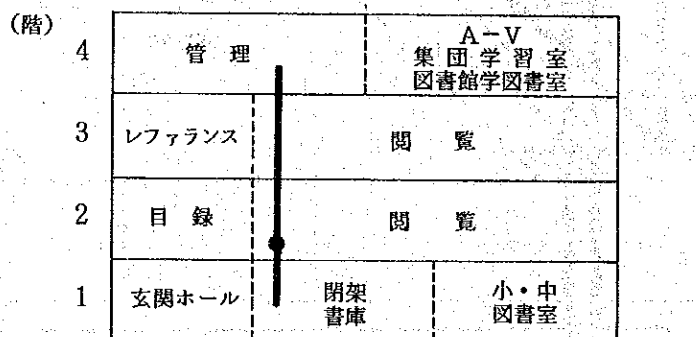 (階)
4
管理
A-V
集団学習室
図書館学図書室
3
レファランス
閲覧
2
目録
閲覧
1
玄関ホール
閉架
書庫
小・中
図書室